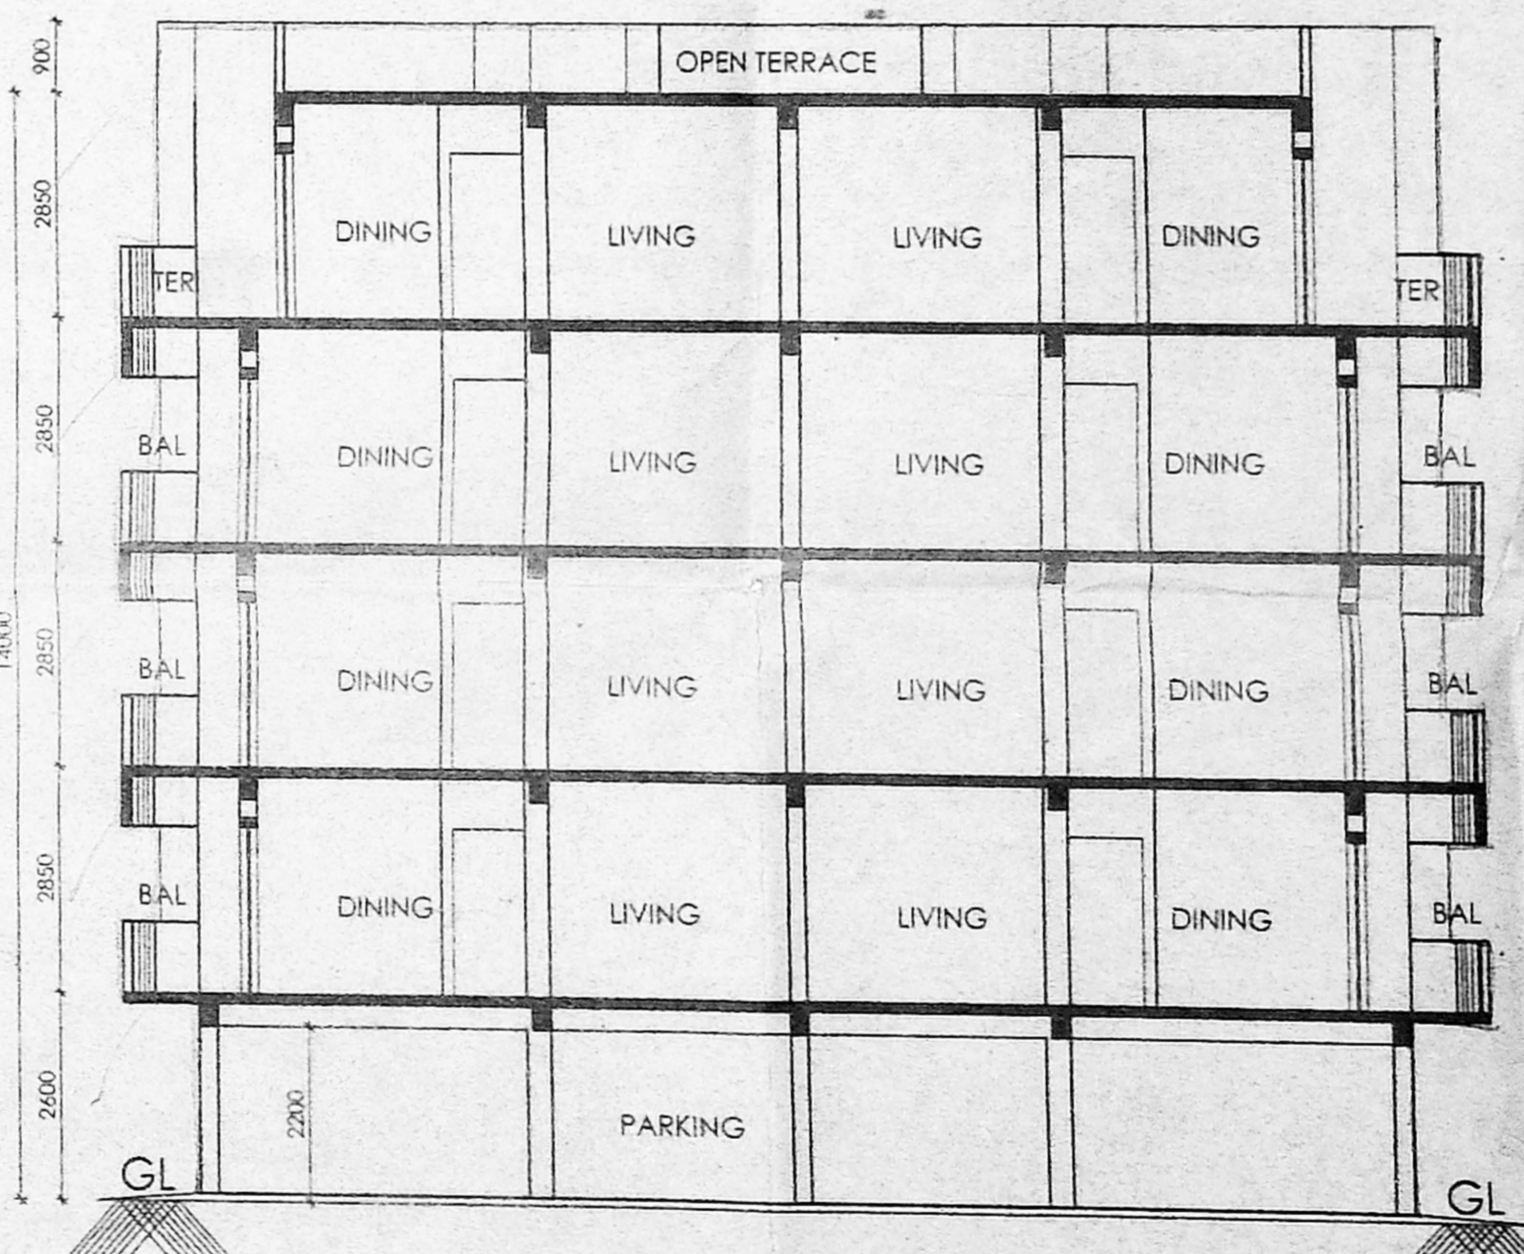 900
OPEN TERRACE
2850
DINING LIVING LIVING DINING
TER TER
2850
BAL DINING LIVING LIVING DINING BAL
14000
2850
BAL DINING LIVING LIVING DINING BAL
2850
BAL DINING LIVING LIVING DINING BAL
2600
2200
PARKING
GL GL